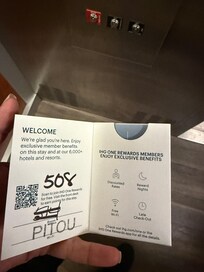 WELCOME
We're glad you're here. Enjoy
exclusive member benefits
on this stay and at our 6,000+
hotels and resorts.
508
PITOU
IHG ONE REWARDS MEMBERS
ENJOY EXCLUSIVE BENEFITS
Discounted
Rates
Reward
Nights
Free
Wi-Fi
Late
Check-Out